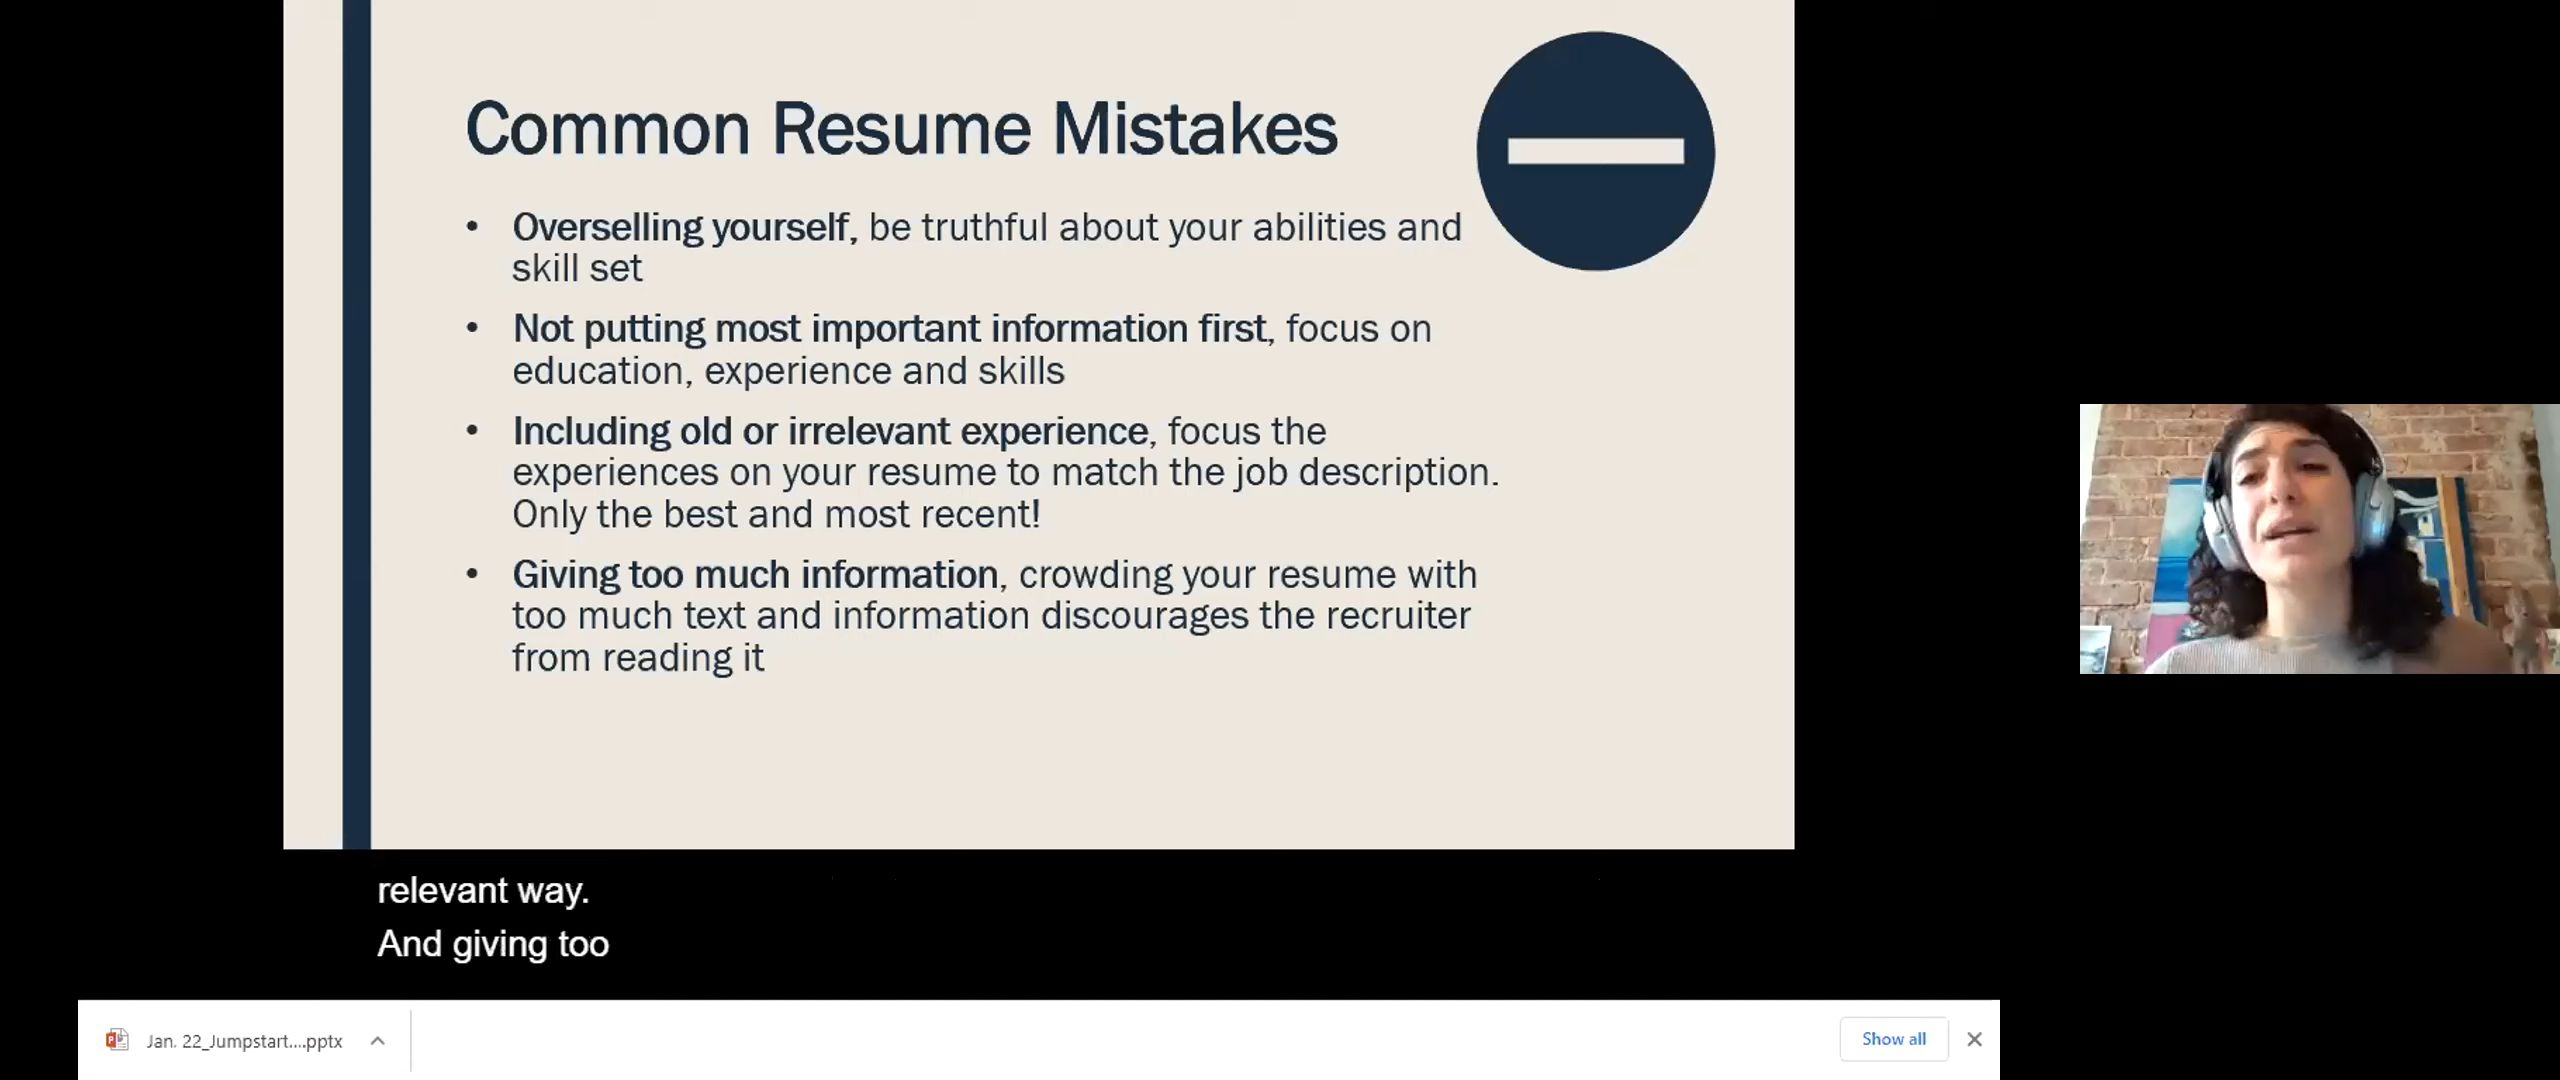 Common Resume Mistakes
• Overselling yourself, be truthful about your abilities and
skill set
• Not putting most important information first, focus on
education, experience and skills
• Including old or irrelevant experience, focus the
experiences on your resume to match the job description.
Only the best and most recent!
• Giving too much information, crowding your resume with
too much text and information discourages the recruiter
from reading it
relevant way.
And giving too
Jan. 22_Jumpstart....pptx
Show all